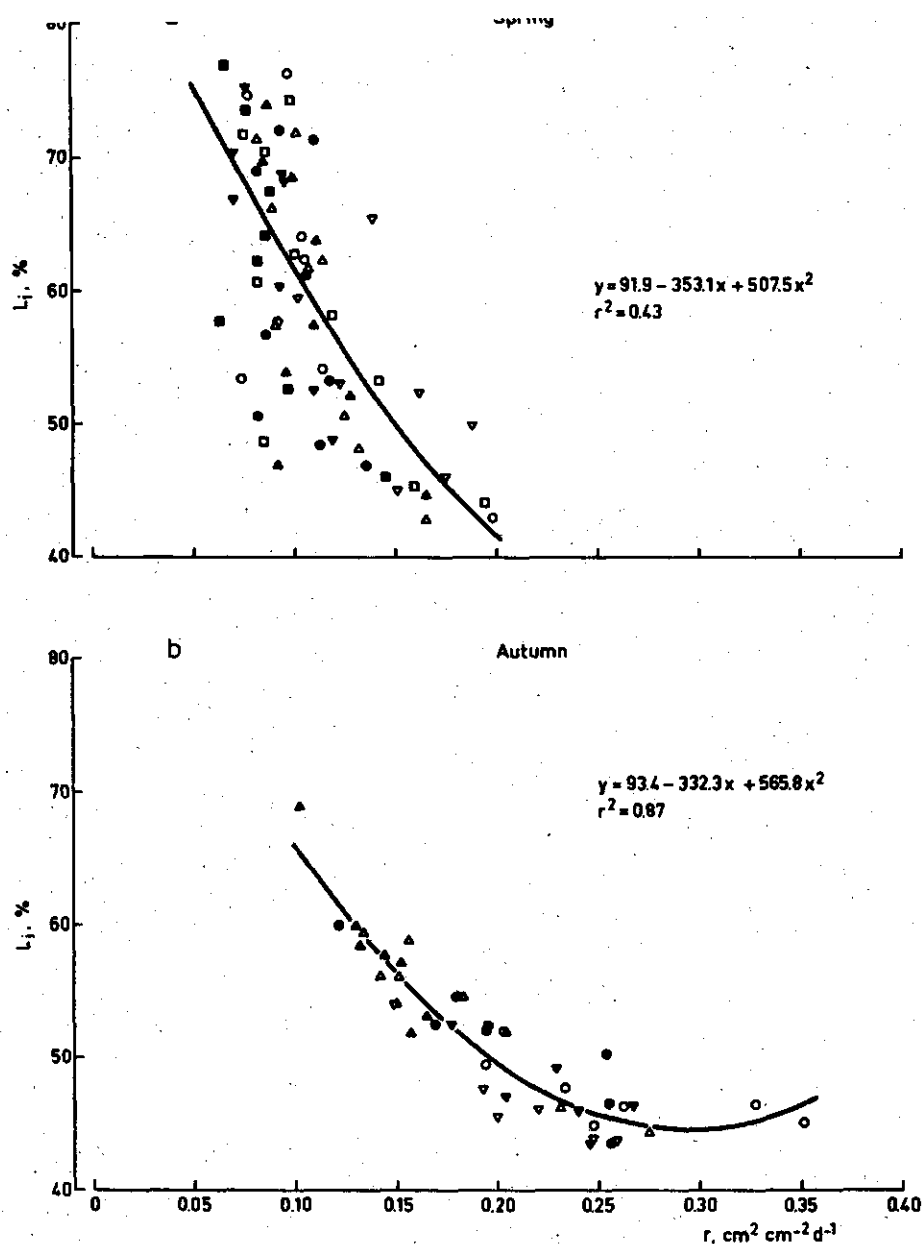 Spring
80
70
60
50
40
L_i, %
y = 91.9 – 353.1x + 507.5x²
r² = 0.43
b
Autumn
80
70
60
50
40
L_i, %
y = 93.4 – 332.3x + 565.8x²
r² = 0.87
0 0.05 0.10 0.15 0.20 0.25 0.30 0.35 0.40
r, cm² cm⁻² d⁻¹